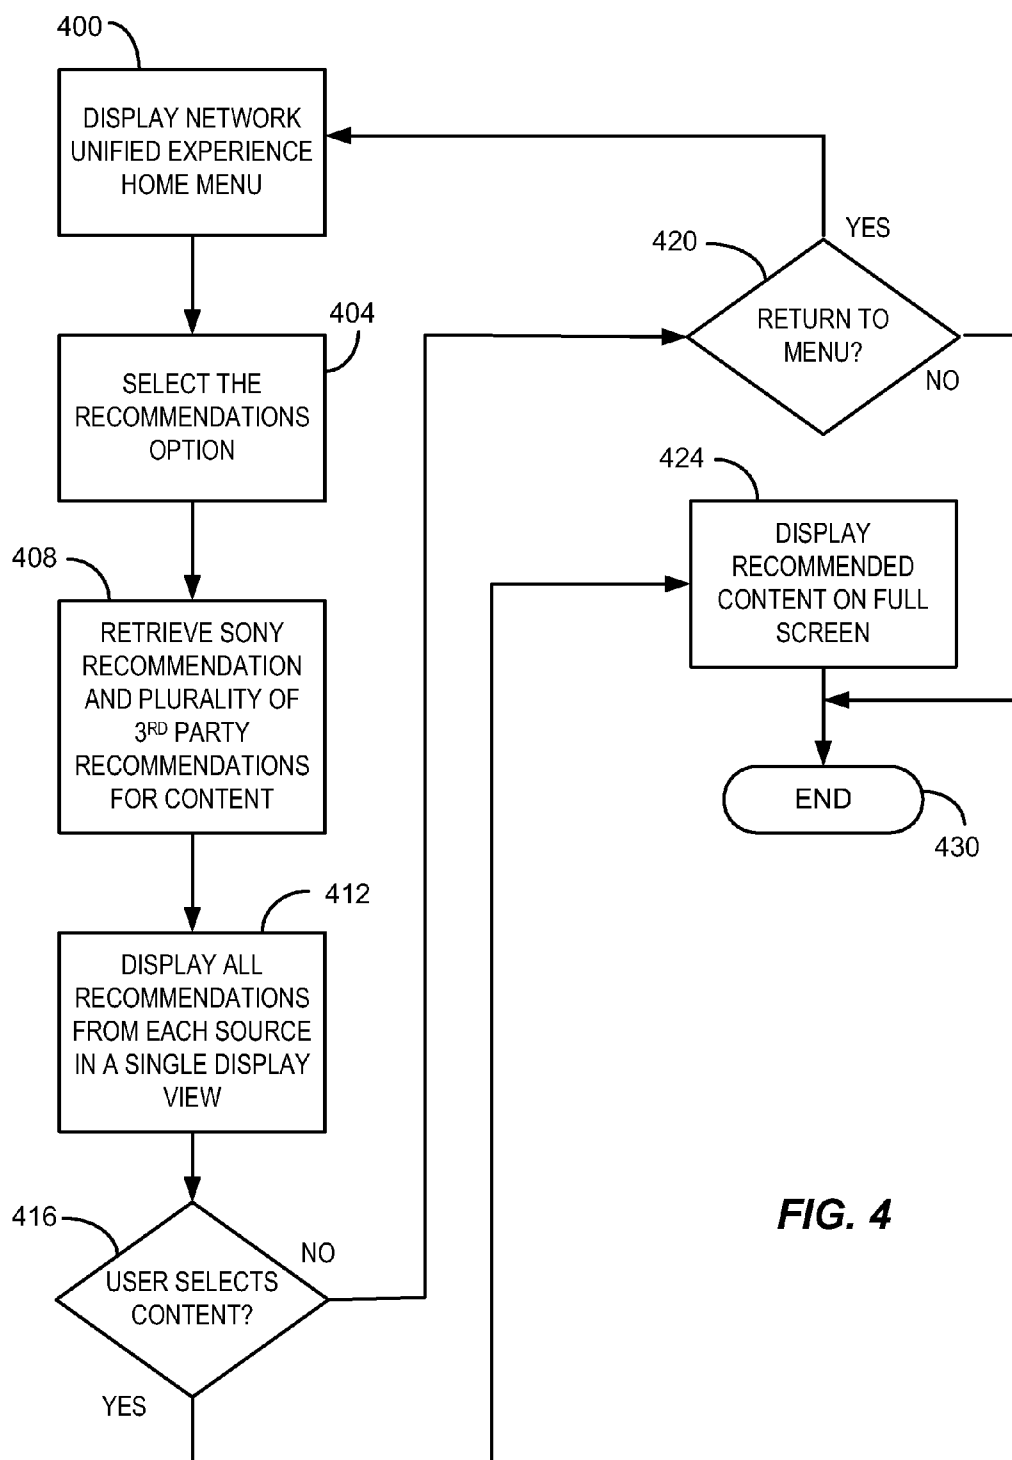 400
DISPLAY NETWORK
UNIFIED EXPERIENCE
HOME MENU
404
SELECT THE
RECOMMENDATIONS
OPTION
408
RETRIEVE SONY
RECOMMENDATION
AND PLURALITY OF
3RD PARTY
RECOMMENDATIONS
FOR CONTENT
412
DISPLAY ALL
RECOMMENDATIONS
FROM EACH SOURCE
IN A SINGLE DISPLAY
VIEW
416
USER SELECTS
CONTENT?
NO
YES
420
RETURN TO
MENU?
YES
NO
424
DISPLAY
RECOMMENDED
CONTENT ON FULL
SCREEN
END
430
FIG. 4